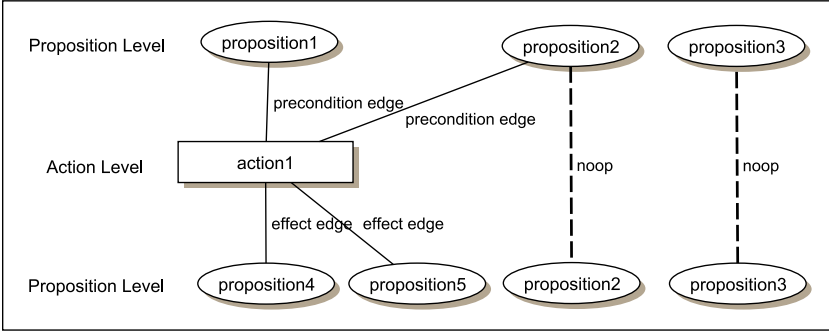 Proposition Level
proposition1
proposition2
proposition3
precondition edge
precondition edge
Action Level
action1
noop
noop
effect edge
effect edge
Proposition Level
proposition4
proposition5
proposition2
proposition3